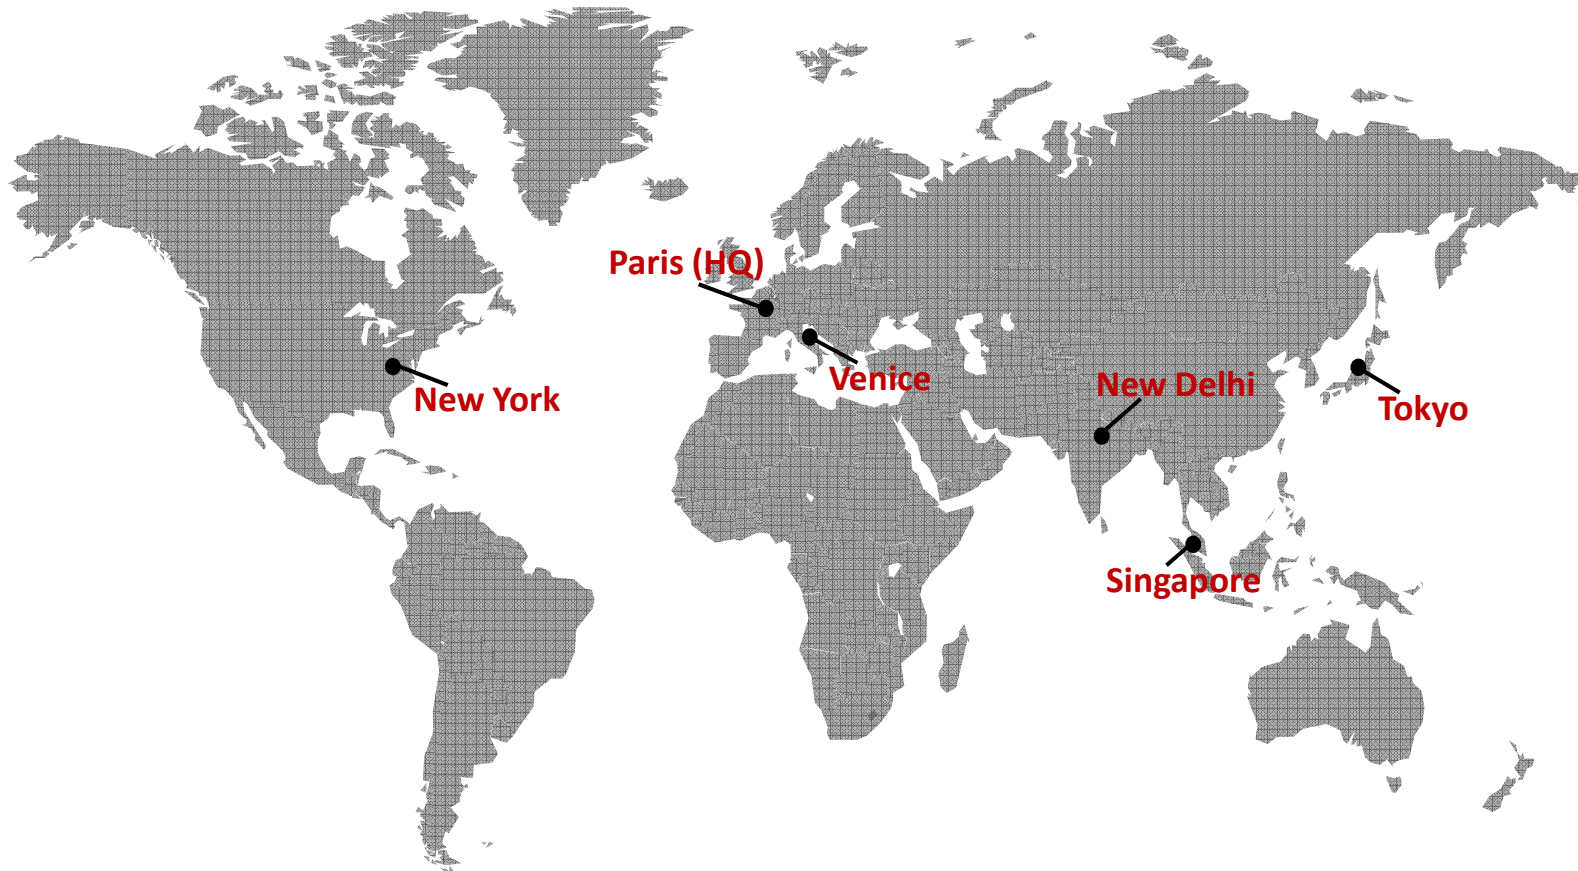 Paris (HQ)
Venice
New Delhi
New York
Tokyo
Singapore